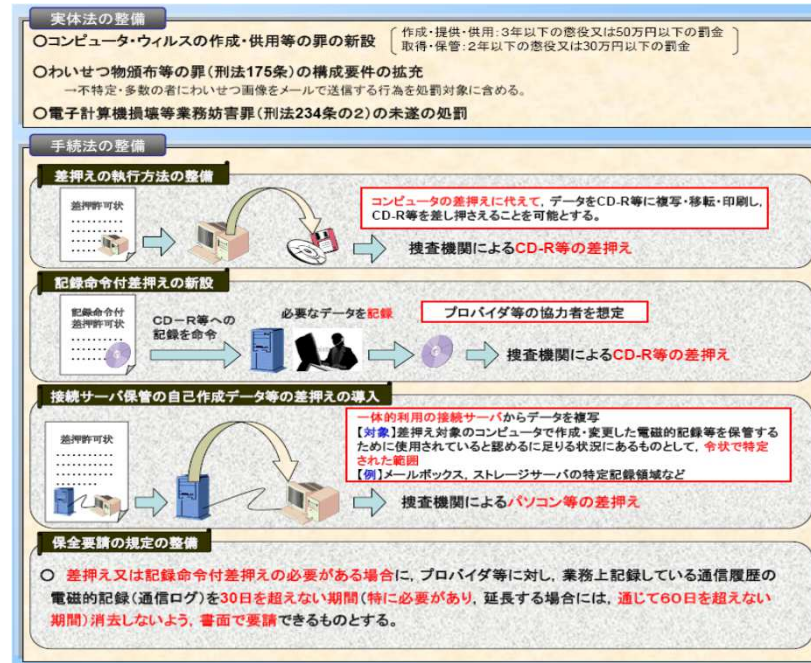 実体法の整備
○コンピュータ・ウィルスの作成・供用等の罪の新設
作成・提供・供用:3年以下の懲役又は50万円以下の罰金
取得・保管:2年以下の懲役又は30万円以下の罰金
○わいせつ物頒布等の罪(刑法175条)の構成要件の拡充
→不特定・多数の者にわいせつ画像をメールで送信する行為を処罰対象に含める。
○電子計算機損壊等業務妨害罪(刑法234条の2)の未遂の処罰
手続法の整備
差押えの執行方法の整備
差押許可状
コンピュータの差押えに代えて,データをCD-R等に複写・移転・印刷し,
CD-R等を差し押さえることを可能とする。
捜査機関によるCD-R等の差押え
記録命令付差押えの新設
記録命令付
差押許可状
CD-R等への
記録を命令
必要なデータを記録
プロバイダ等の協力者を想定
捜査機関によるCD-R等の差押え
接続サーバ保管の自己作成データ等の差押えの導入
差押許可状
一体的利用の接続サーバからデータを複写
【対象】差押え対象のコンピュータで作成・変更した電磁的記録等を保管する
ために使用されていると認めるに足りる状況にあるものとして,令状で特定
された範囲
【例】メールボックス,ストレージサーバの特定記録領域など
捜査機関によるパソコン等の差押え
保全要請の規定の整備
○ 差押え又は記録命令付差押えの必要がある場合に,プロバイダ等に対し,業務上記録している通信履歴の
電磁的記録(通信ログ)を30日を超えない期間(特に必要があり,延長する場合には,通じて60日を超えない
期間)消去しないよう,書面で要請できるものとする。